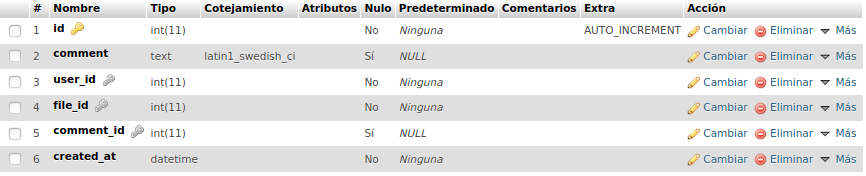 # Nombre Tipo Cotejamiento Atributos Nulo Predeterminado Comentarios Extra Acción
1 id int(11) No Ninguna AUTO_INCREMENT Cambiar Eliminar Más
2 comment text latin1_swedish_ci Sí NULL Cambiar Eliminar Más
3 user_id int(11) No Ninguna Cambiar Eliminar Más
4 file_id int(11) No Ninguna Cambiar Eliminar Más
5 comment_id int(11) Sí NULL Cambiar Eliminar Más
6 created_at datetime No Ninguna Cambiar Eliminar Más